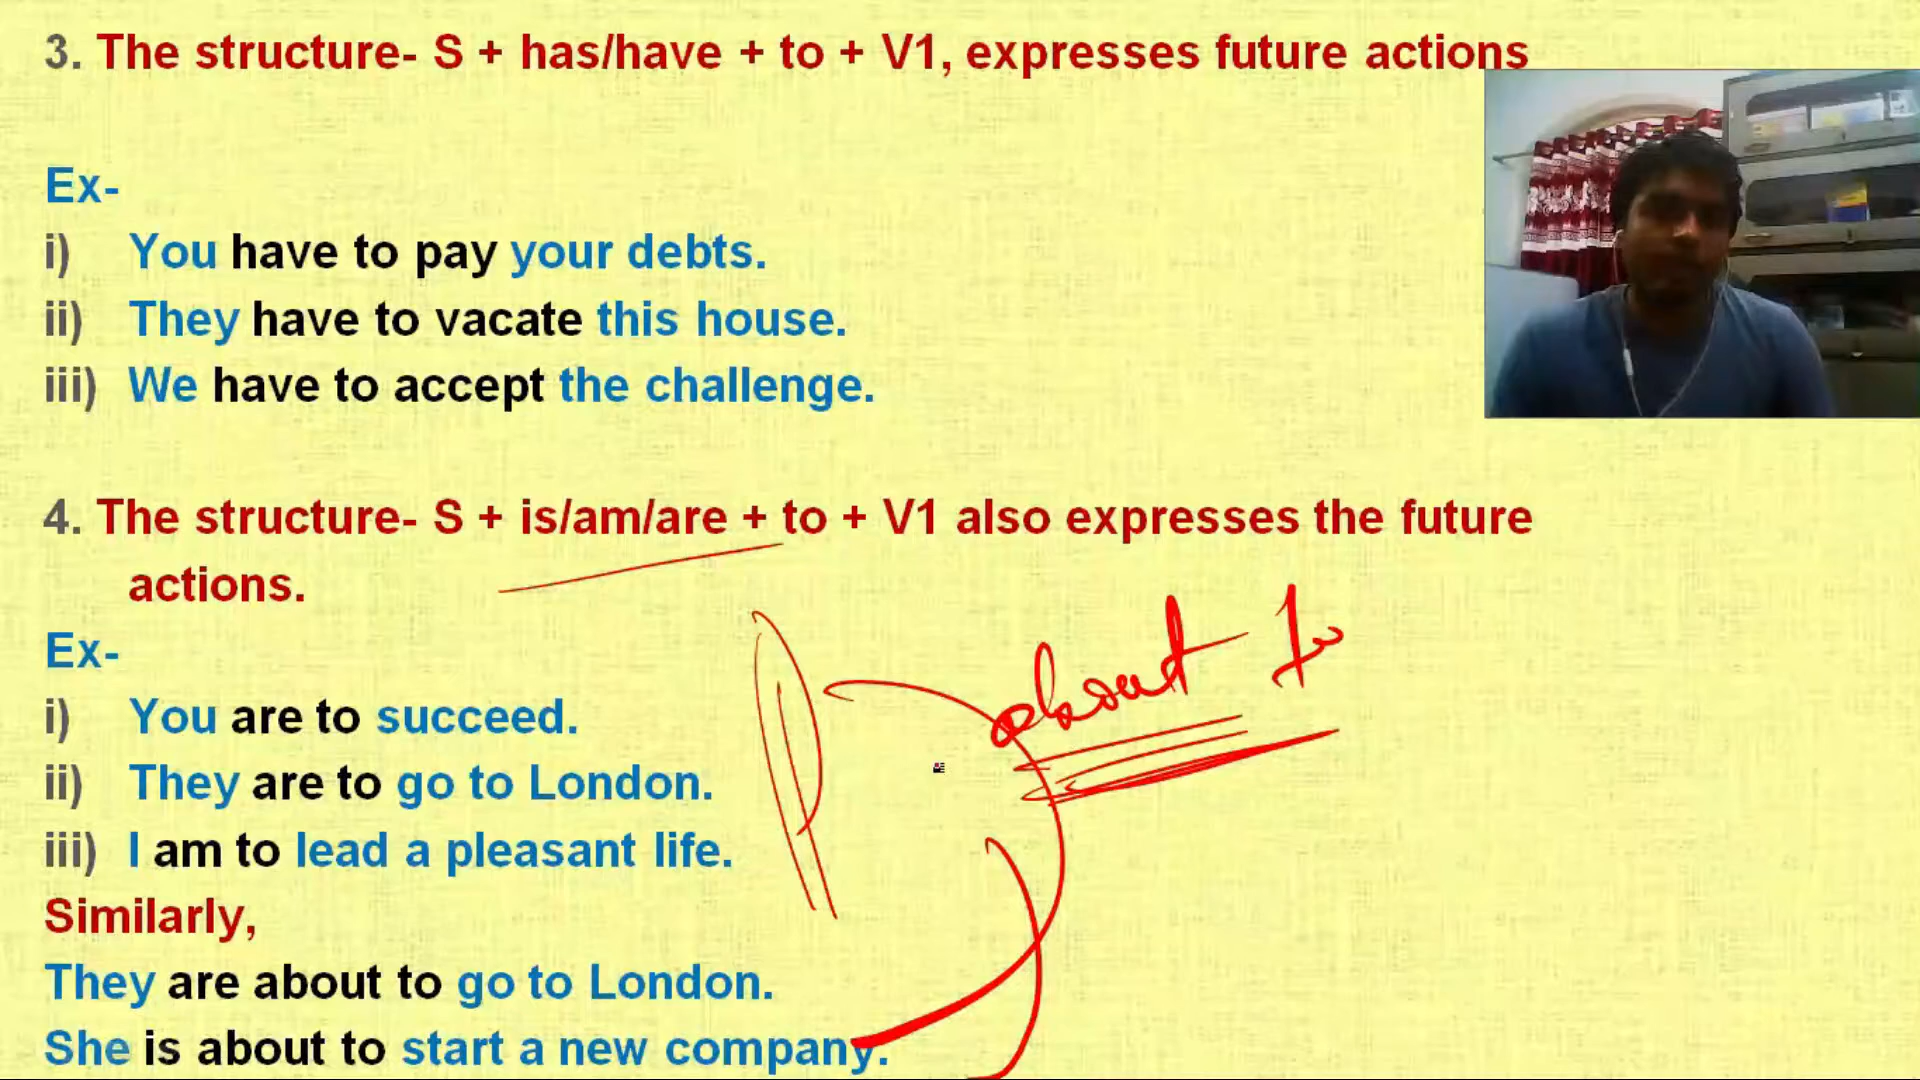 3. The structure- S + has/have + to + V1, expresses future actions
Ex-
i) You have to pay your debts.
ii) They have to vacate this house.
iii) We have to accept the challenge.
4. The structure- S + is/am/are + to + V1 also expresses the future
actions.
about to
Ex-
i) You are to succeed.
ii) They are to go to London.
iii) I am to lead a pleasant life.
Similarly,
They are about to go to London.
She is about to start a new company.